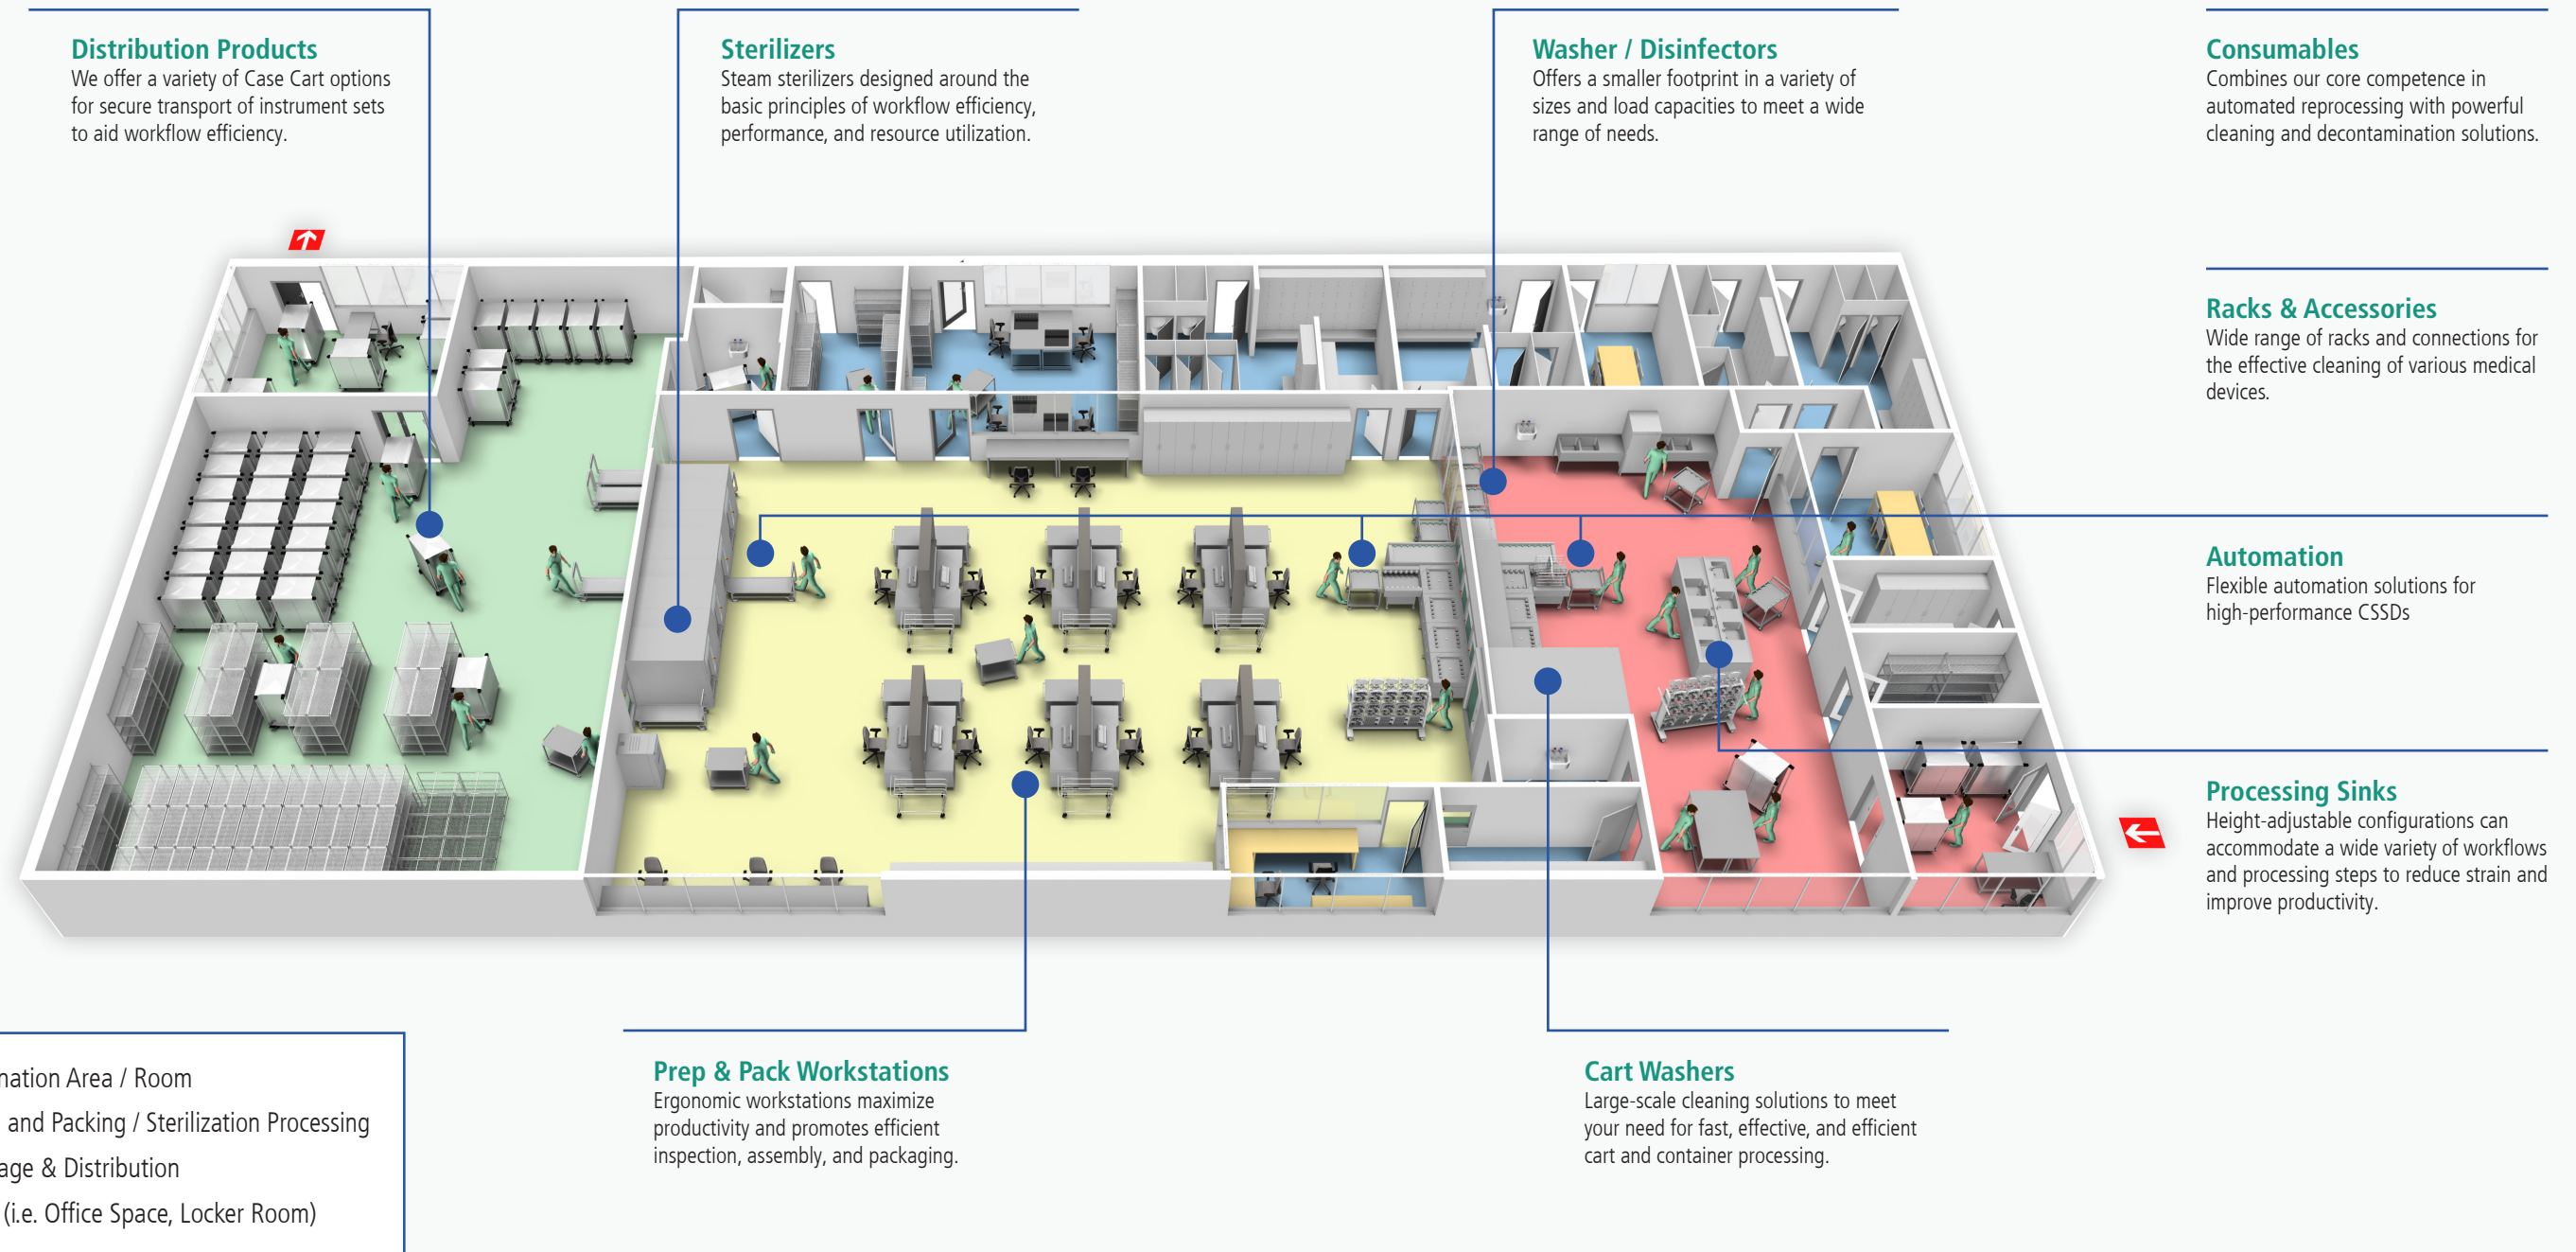 Distribution Products
We offer a variety of Case Cart options
for secure transport of instrument sets
to aid workflow efficiency.
Sterilizers
Steam sterilizers designed around the
basic principles of workflow efficiency,
performance, and resource utilization.
Washer / Disinfectors
Offers a smaller footprint in a variety of
sizes and load capacities to meet a wide
range of needs.
Consumables
Combines our core competence in
automated reprocessing with powerful
cleaning and decontamination solutions.
Racks & Accessories
Wide range of racks and connections for
the effective cleaning of various medical
devices.
Automation
Flexible automation solutions for
high-performance CSSDs
Processing Sinks
Height-adjustable configurations can
accommodate a wide variety of workflows
and processing steps to reduce strain and
improve productivity.
Area / Room
and Packing / Sterilization Processing
& Distribution
(i.e. Office Space, Locker Room)
Prep & Pack Workstations
Ergonomic workstations maximize
productivity and promotes efficient
inspection, assembly, and packaging.
Cart Washers
Large-scale cleaning solutions to meet
your need for fast, effective, and efficient
cart and container processing.